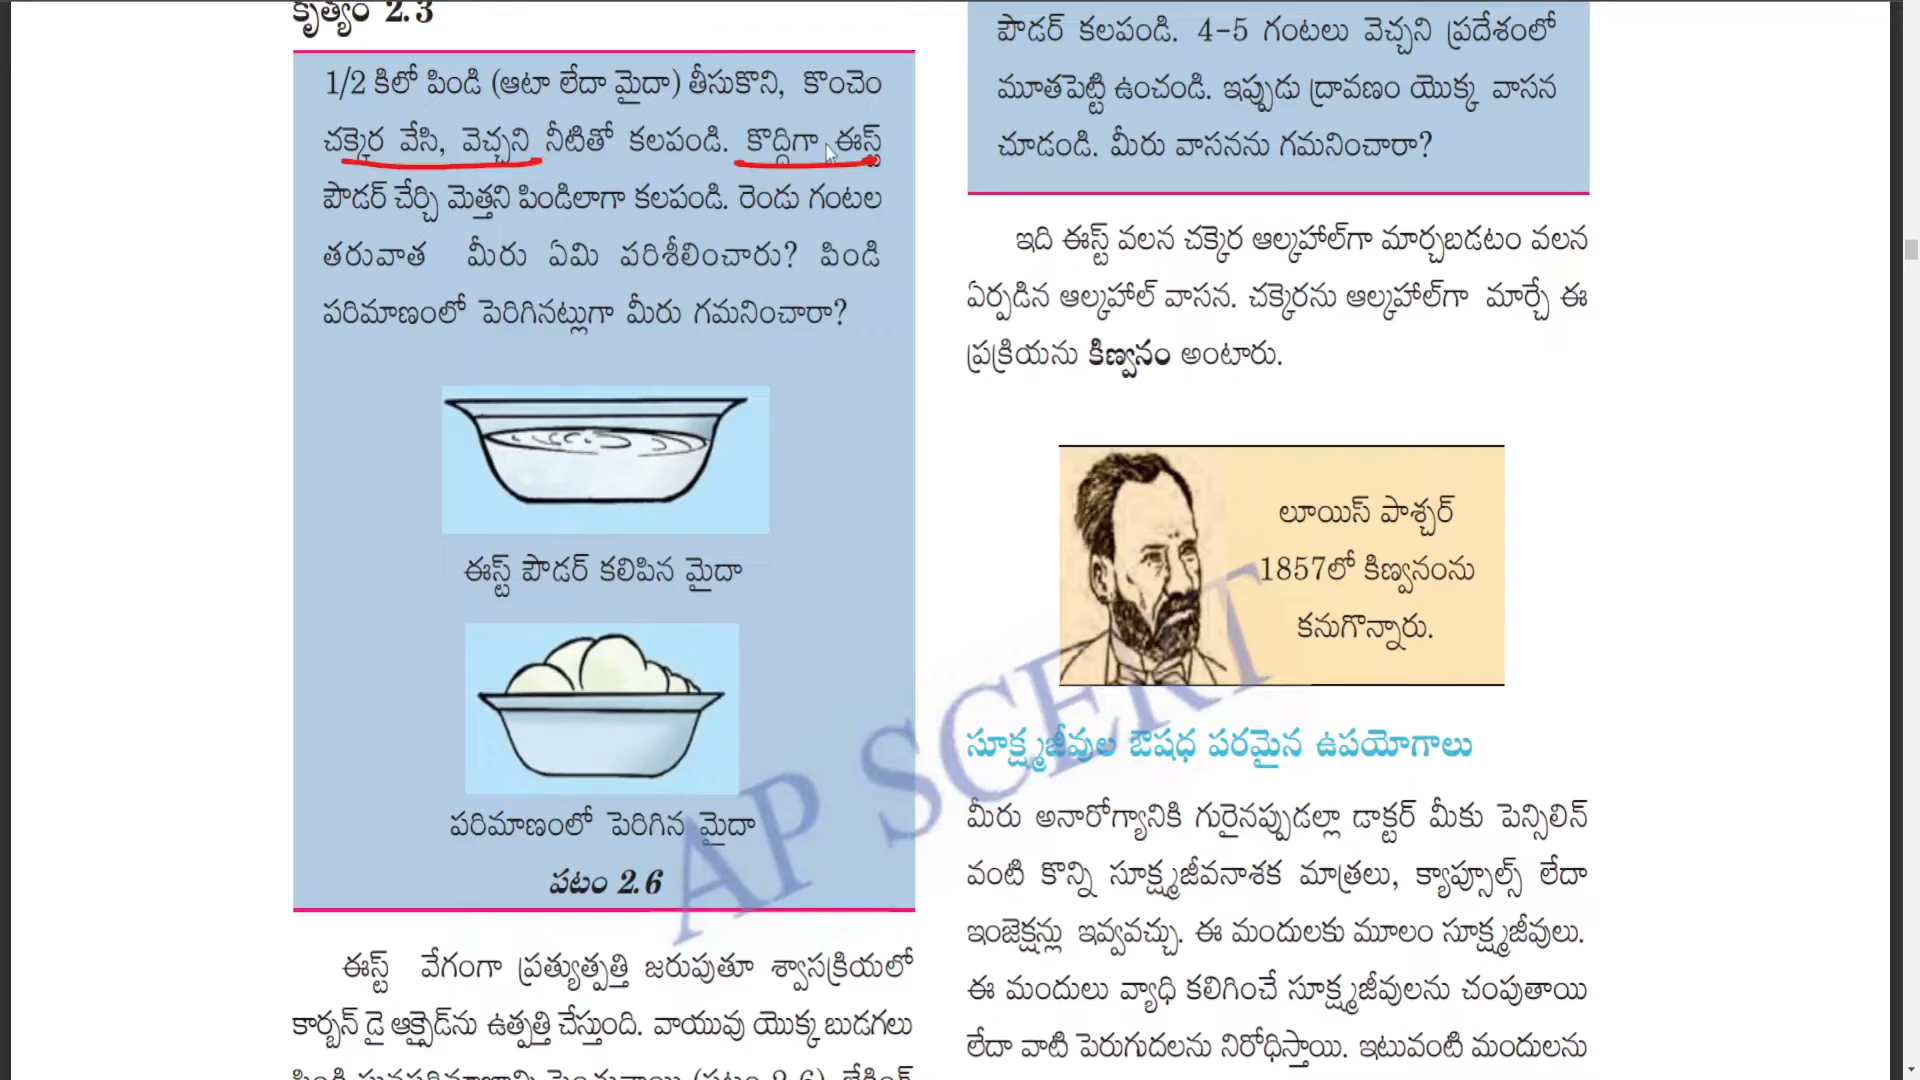 కృత్యం 2.3
1/2 కిలో పిండి (ఆటా లేదా మైదా) తీసుకొని, కొంచెం
చక్కెర వేసి, వెచ్చని నీటితో కలపండి. కొద్దిగా ఈస్ట్
పౌడర్ చేర్చి మెత్తని పిండిలాగా కలపండి. రెండు గంటల
తరువాత మీరు ఏమి పరిశీలించారు? పిండి
పరిమాణంలో పెరిగినట్లుగా మీరు గమనించారా?
ఈస్ట్ పౌడర్ కలిపిన మైదా
పరిమాణంలో పెరిగిన మైదా
పటం 2.6
ఈస్ట్ వేగంగా ప్రత్యుత్పత్తి జరుపుతూ శ్వాసక్రియలో
కార్బన్ డై ఆక్సైడ్‌ను ఉత్పత్తి చేస్తుంది. వాయువు యొక్క బుడగలు
పౌడర్ కలపండి. 4-5 గంటలు వెచ్చని ప్రదేశంలో
మూతపెట్టి ఉంచండి. ఇప్పుడు ద్రావణం యొక్క వాసన
చూడండి. మీరు వాసనను గమనించారా?
ఇది ఈస్ట్ వలన చక్కెర ఆల్కహాల్‌గా మార్చబడటం వలన
ఏర్పడిన ఆల్కహాల్ వాసన. చక్కెరను ఆల్కహాల్‌గా మార్చే ఈ
ప్రక్రియను కిణ్వనం అంటారు.
లూయిస్ పాశ్చర్
1857లో కిణ్వనంను
కనుగొన్నారు.
సూక్ష్మజీవుల ఔషధ పరమైన ఉపయోగాలు
మీరు అనారోగ్యానికి గురైనప్పుడల్లా డాక్టర్ మీకు పెన్సిలిన్
వంటి కొన్ని సూక్ష్మజీవనాశక మాత్రలు, క్యాప్సూల్స్ లేదా
ఇంజెక్షన్లు ఇవ్వవచ్చు. ఈ మందులకు మూలం సూక్ష్మజీవులు.
ఈ మందులు వ్యాధి కలిగించే సూక్ష్మజీవులను చంపుతాయి
లేదా వాటి పెరుగుదలను నిరోధిస్తాయి. ఇటువంటి మందులను
AP SCERT